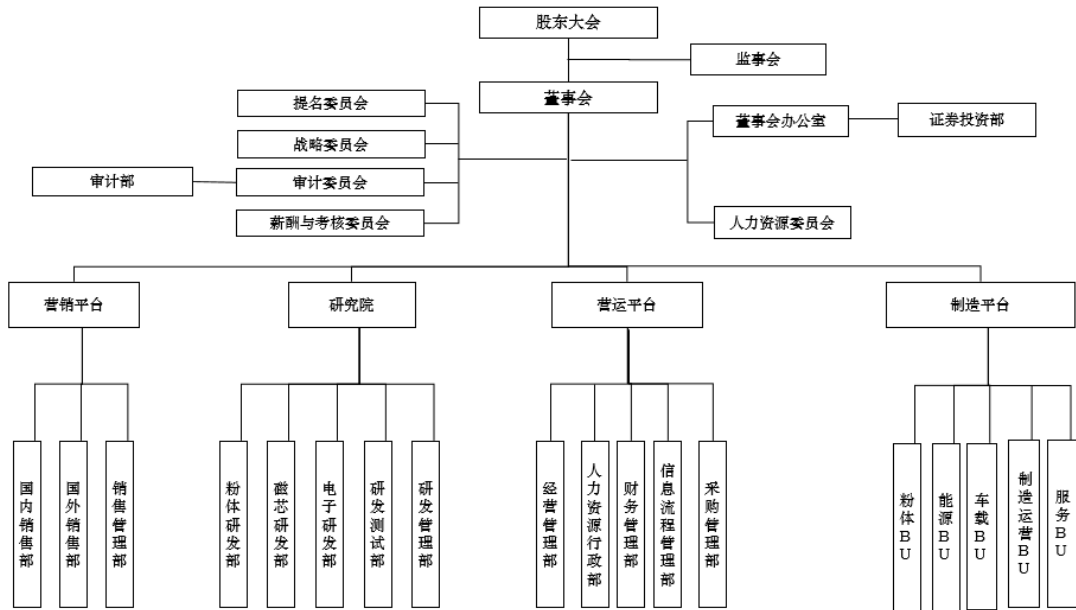 股东大会
监事会
董事会
提名委员会
战略委员会
审计委员会
薪酬与考核委员会
审计部
董事会办公室
证券投资部
人力资源委员会
营销平台
研究院
营运平台
制造平台
国内销售部
国外销售部
销售管理部
粉体研发部
磁芯研发部
电子研发部
研发测试部
研发管理部
经营管理部
人力资源行政部
财务管理部
信息流程管理部
采购管理部
粉体BU
能源BU
车载BU
制造运营BU
服务BU